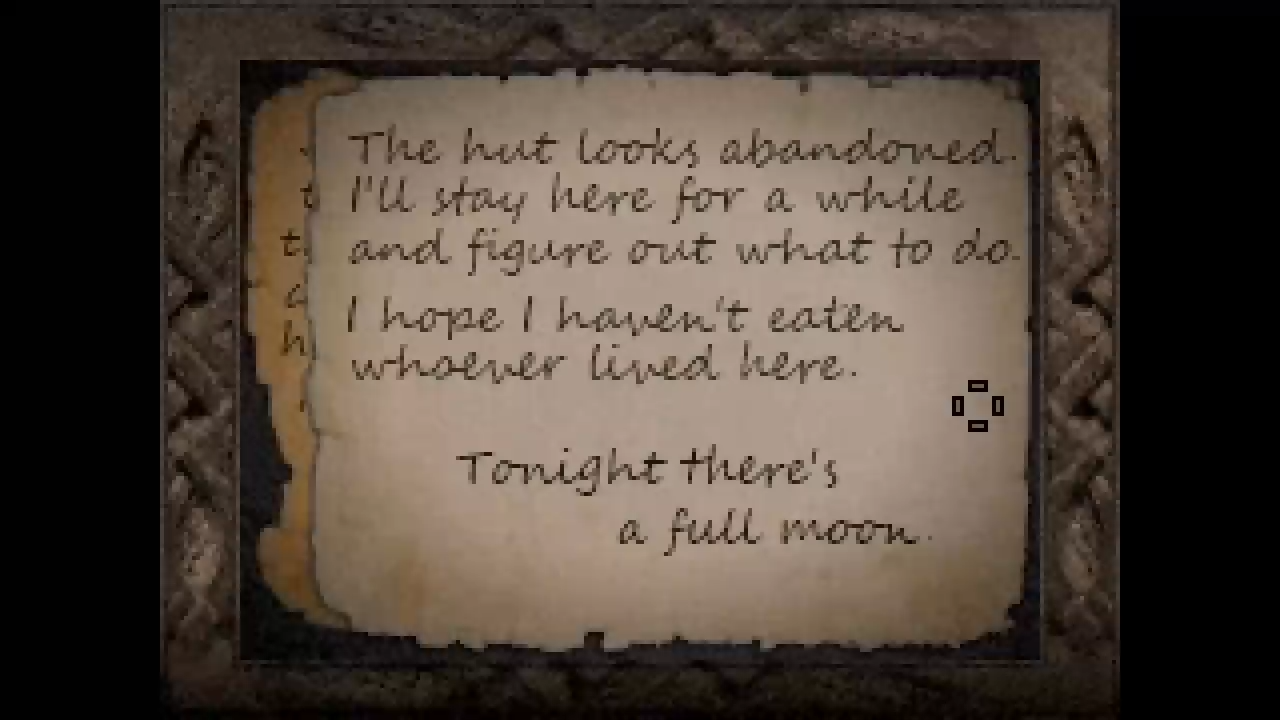 The hut looks abandoned.
I'll stay here for a while
and figure out what to do.
I hope I haven't eaten
whoever lived here.
Tonight there's
a full moon.